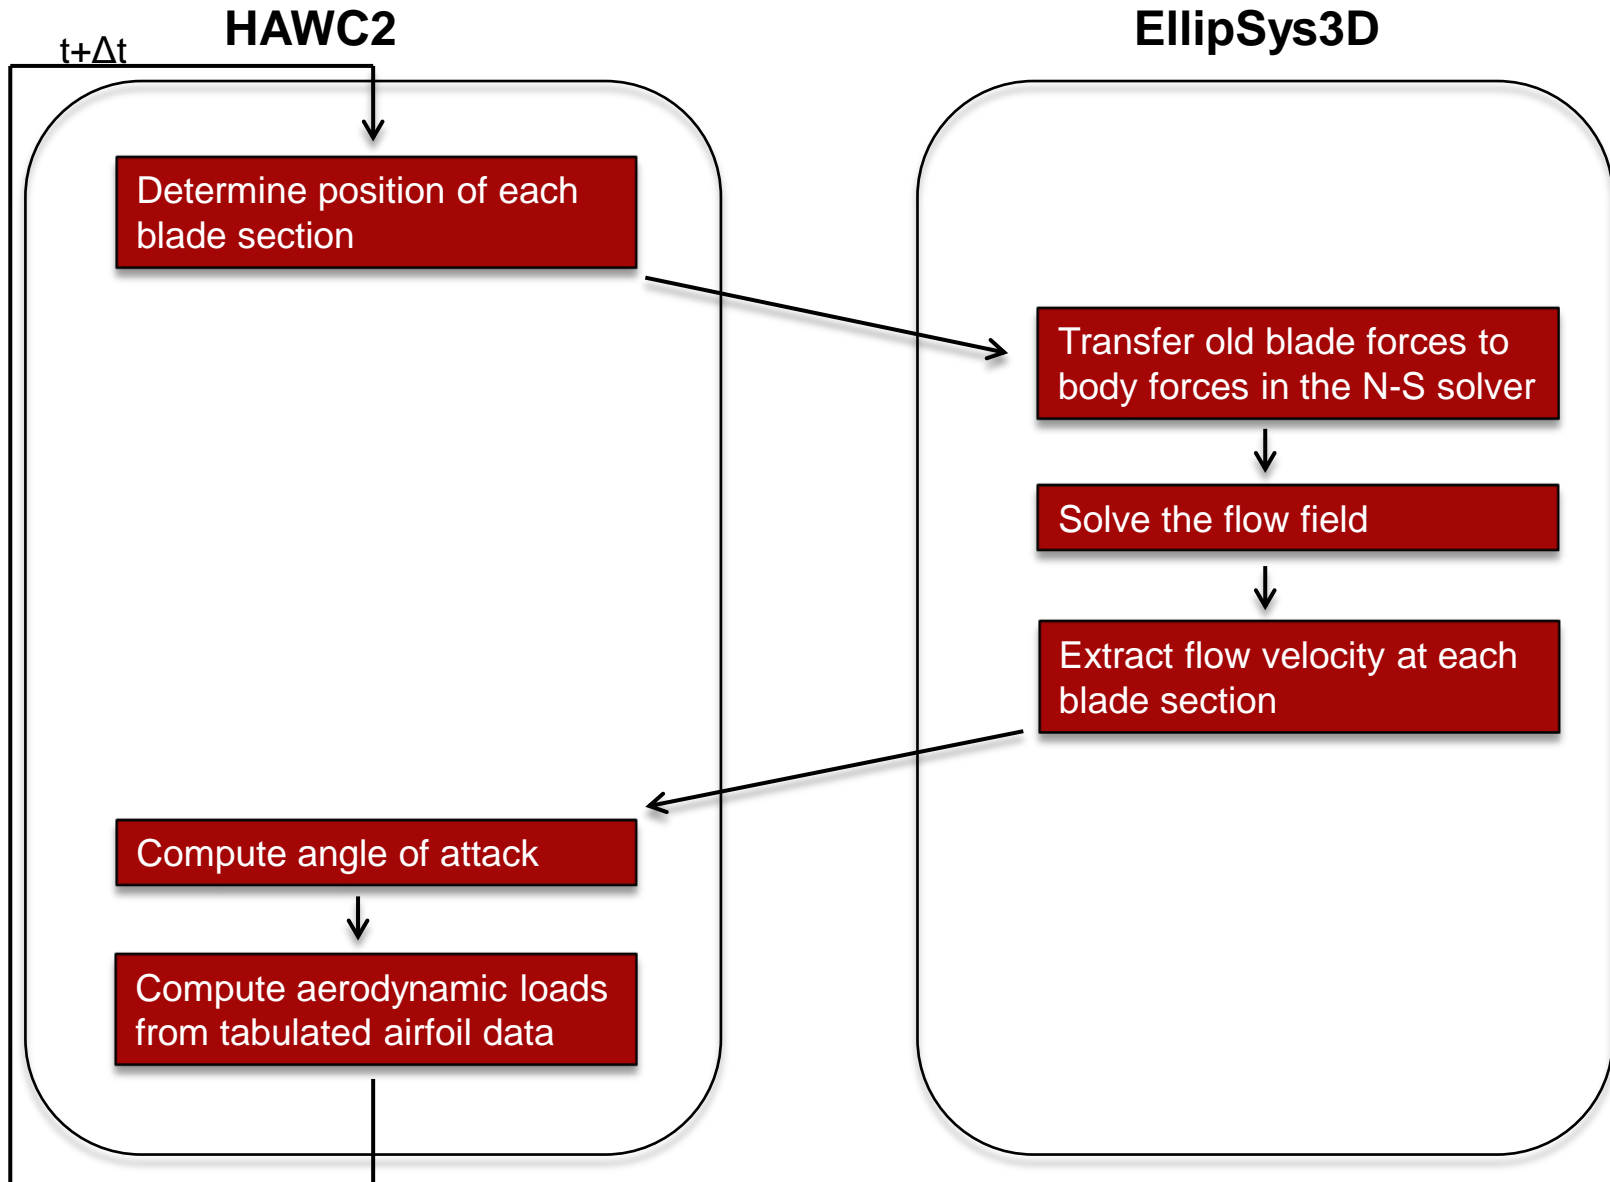 HAWC2
EllipSys3D
t+Δt
Determine position of each
blade section
Transfer old blade forces to
body forces in the N-S solver
Solve the flow field
Extract flow velocity at each
blade section
Compute angle of attack
Compute aerodynamic loads
from tabulated airfoil data